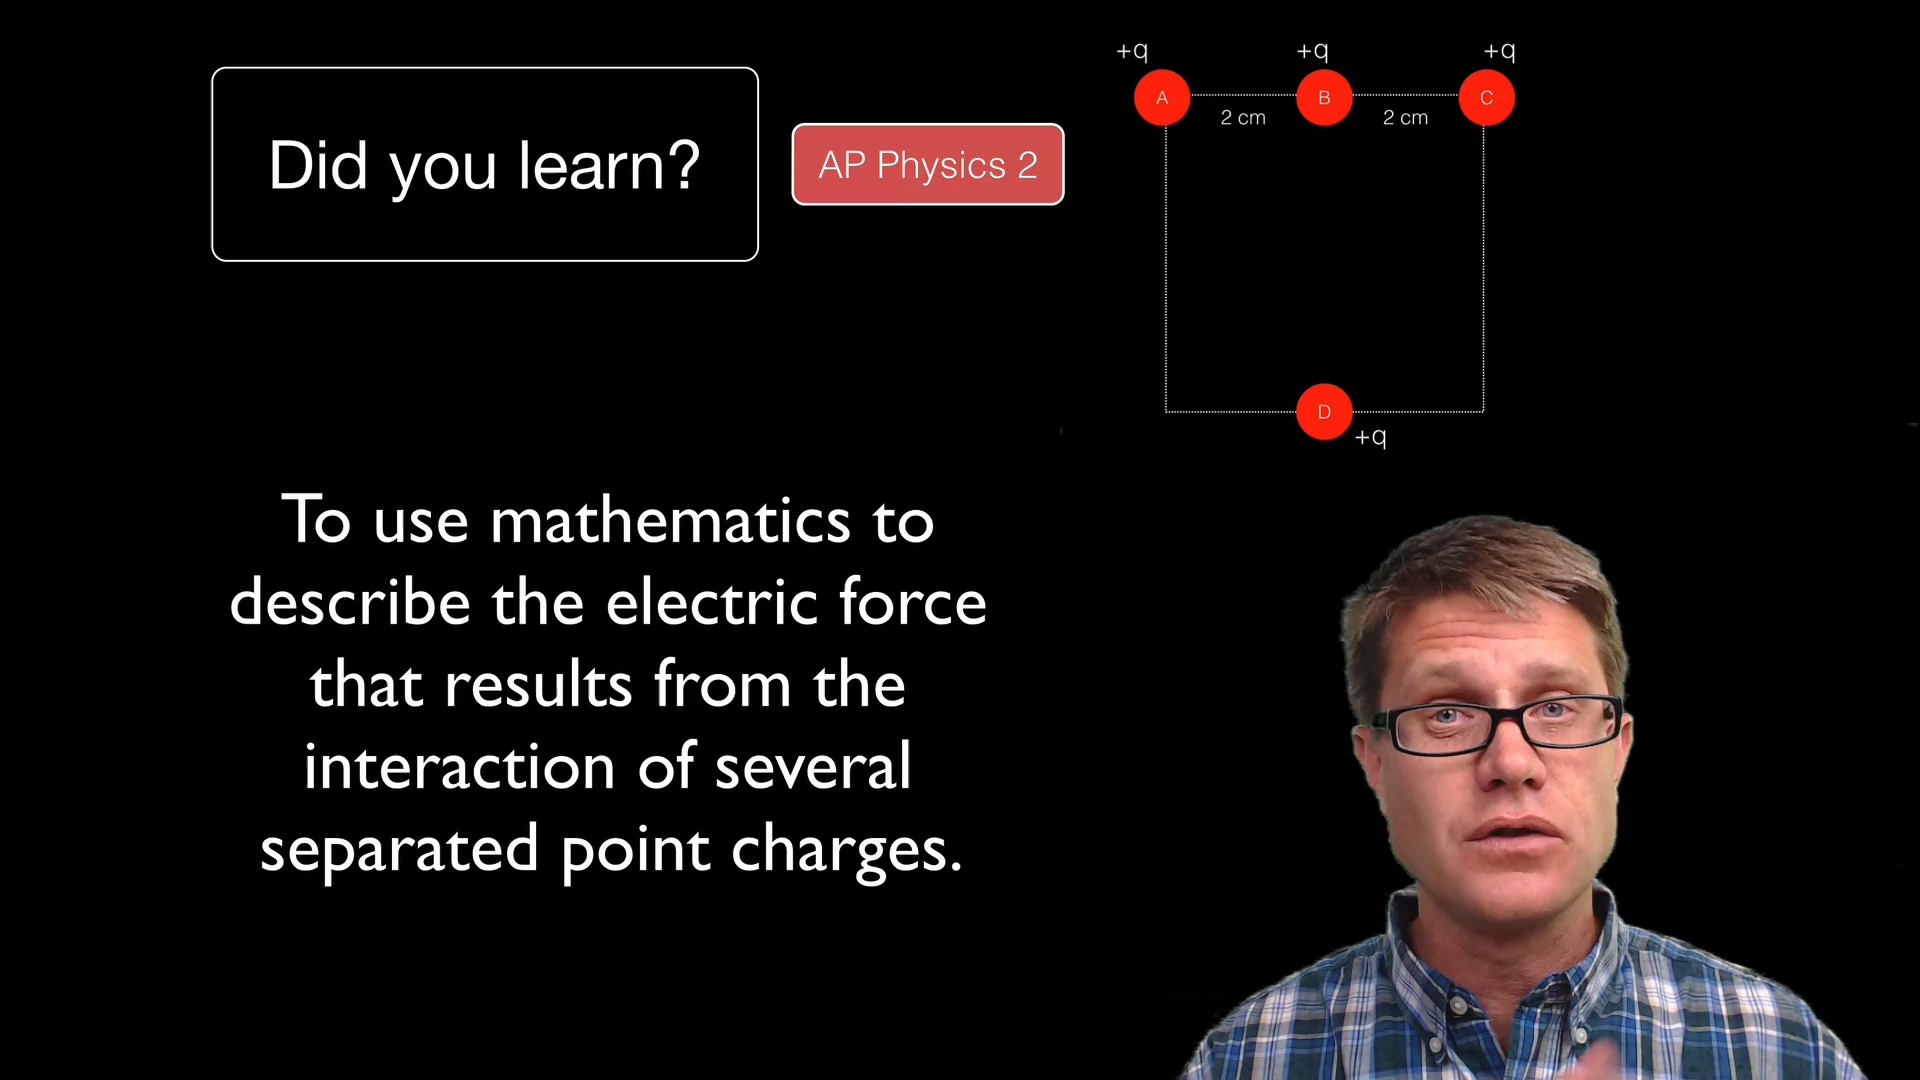 Did you learn?
AP Physics 2
+q +q +q
A B C
2 cm 2 cm
D
+q
To use mathematics to
describe the electric force
that results from the
interaction of several
separated point charges.